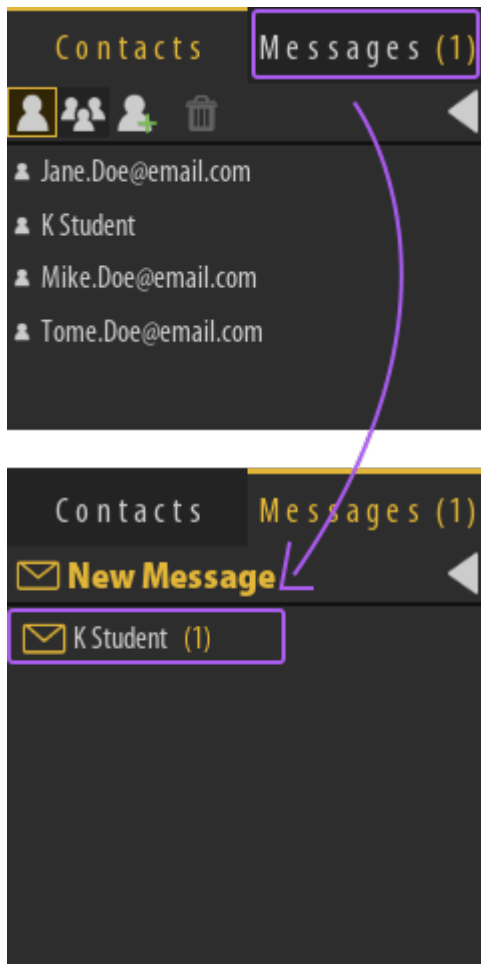 Contacts Messages (1)
Jane.Doe@email.com
K Student
Mike.Doe@email.com
Tome.Doe@email.com
Contacts Messages (1)
New Message
K Student (1)